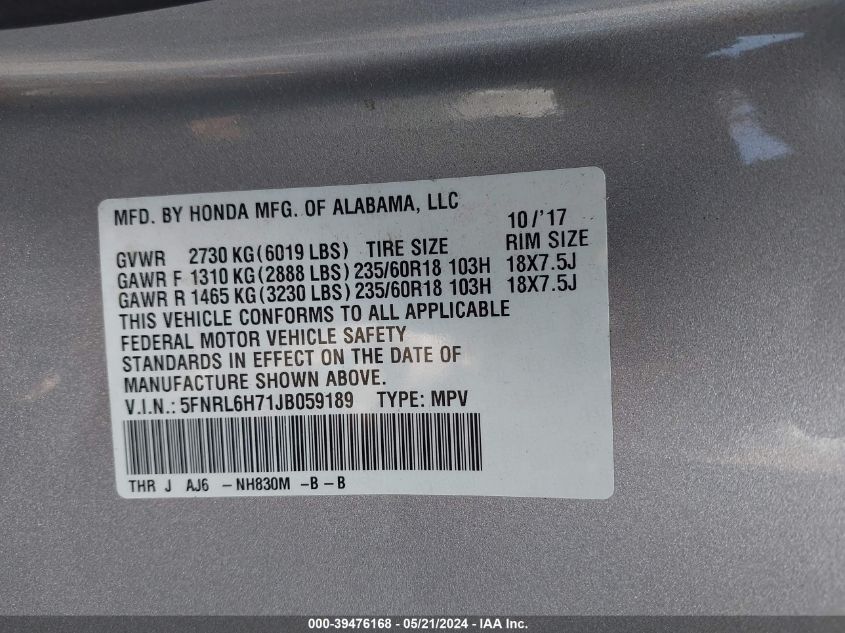 MFD. BY HONDA MFG. OF ALABAMA, LLC
10/'17
GVWR 2730 KG(6019 LBS) TIRE SIZE RIM SIZE
GAWR F 1310 KG(2888 LBS) 235/60R18 103H 18X7.5J
GAWR R 1465 KG(3230 LBS) 235/60R18 103H 18X7.5J
THIS VEHICLE CONFORMS TO ALL APPLICABLE
FEDERAL MOTOR VEHICLE SAFETY
STANDARDS IN EFFECT ON THE DATE OF
MANUFACTURE SHOWN ABOVE.
V.I.N.: 5FNRL6H71JB059189 TYPE: MPV
THR J AJ6 -NH830M -B-B
000-39476168 - 05/21/2024 - IAA Inc.